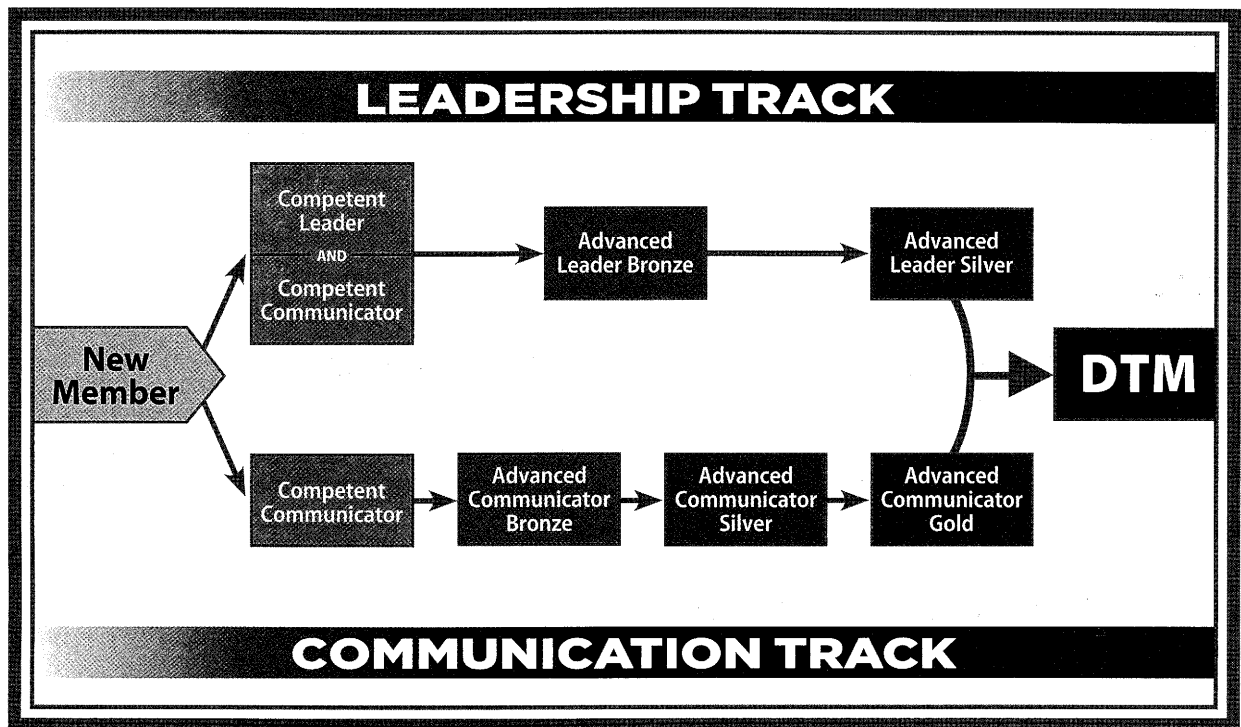 LEADERSHIP TRACK
Competent
Leader
AND
Competent
Communicator
Advanced
Leader Bronze
Advanced
Leader Silver
New
Member
DTM
Competent
Communicator
Advanced
Communicator
Bronze
Advanced
Communicator
Silver
Advanced
Communicator
Gold
COMMUNICATION TRACK